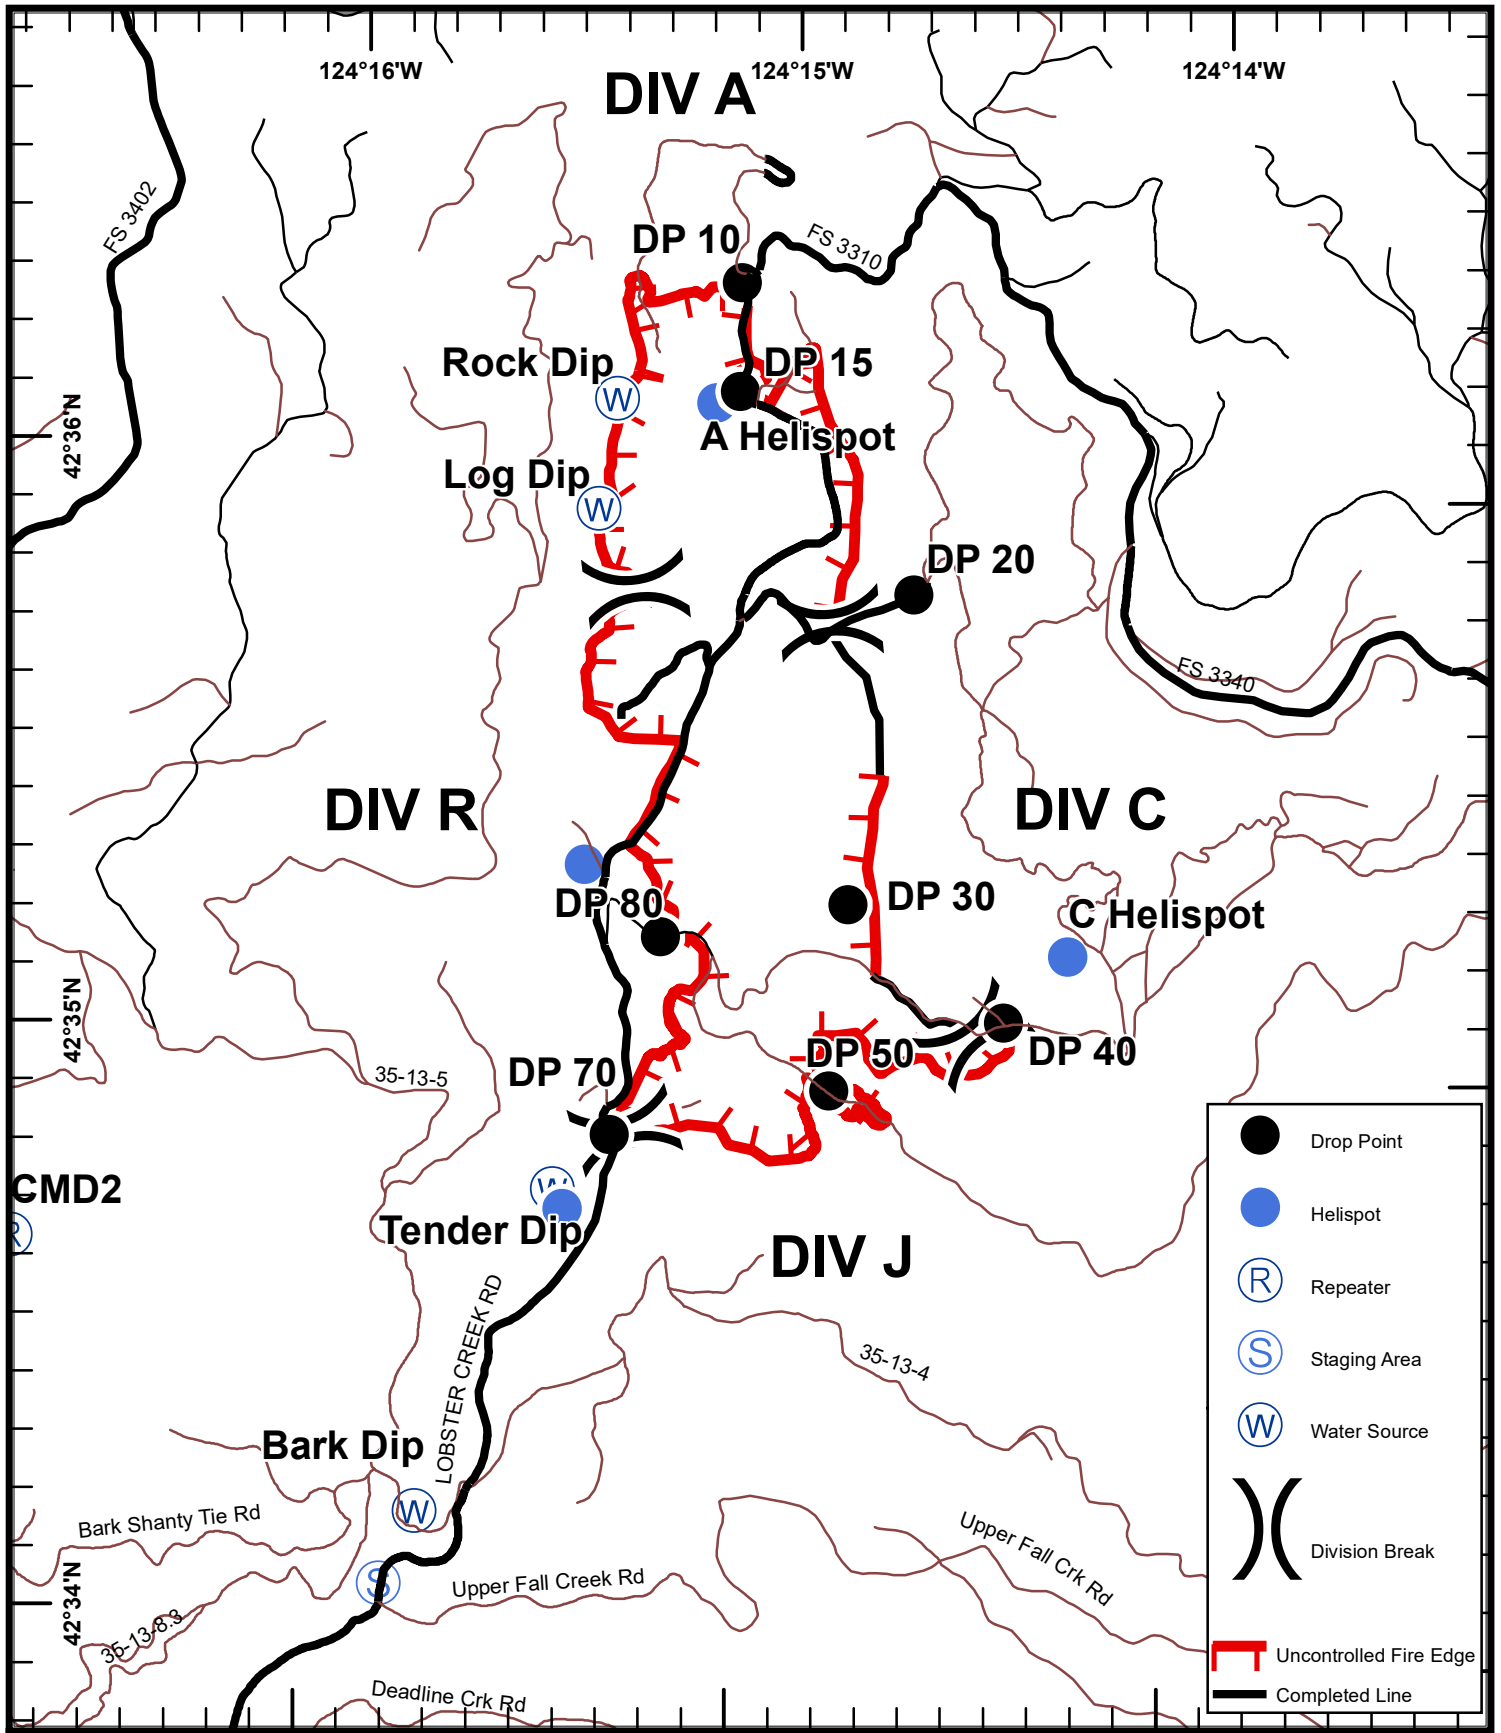 124°16'W
124°15'W
124°14'W
DIV A
FS 3402
DP 10
FS 3310
Rock Dip
W
DP 15
42°36'N
A Helispot
Log Dip
W
DP 20
FS 3340
DIV R
DIV C
DP 80
DP 30
C Helispot
42°35'N
DP 50
DP 40
35-13-5
DP 70
CMD2
R
W
Tender Dip
DIV J
LOBSTER CREEK RD
35-13-4
Bark Dip
W
Bark Shanty Tie Rd
S
Upper Fall Creek Rd
Upper Fall Crk Rd
42°34'N
35-13-8.3
Deadline Crk Rd
Drop Point
Helispot
R Repeater
S Staging Area
W Water Source
Division Break
Uncontrolled Fire Edge
Completed Line